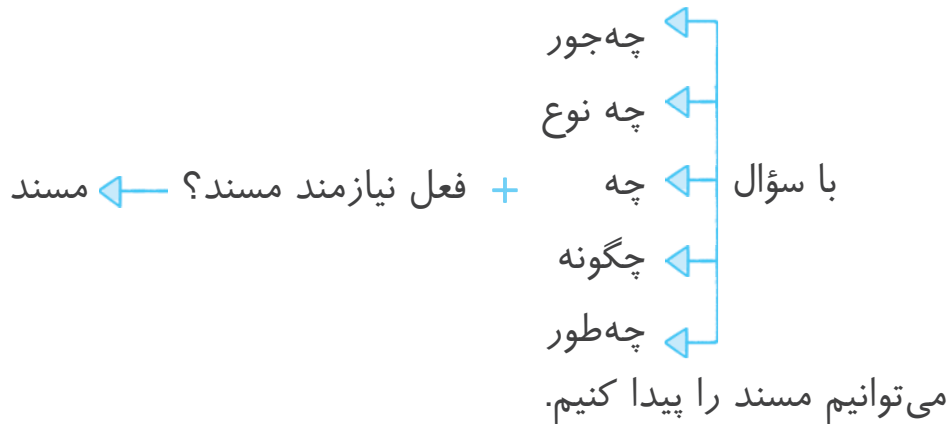 چه‌جور
چه نوع
با سؤال چه + فعل نیازمند مسند؟ مسند
چگونه
چه‌طور
می‌توانیم مسند را پیدا کنیم.